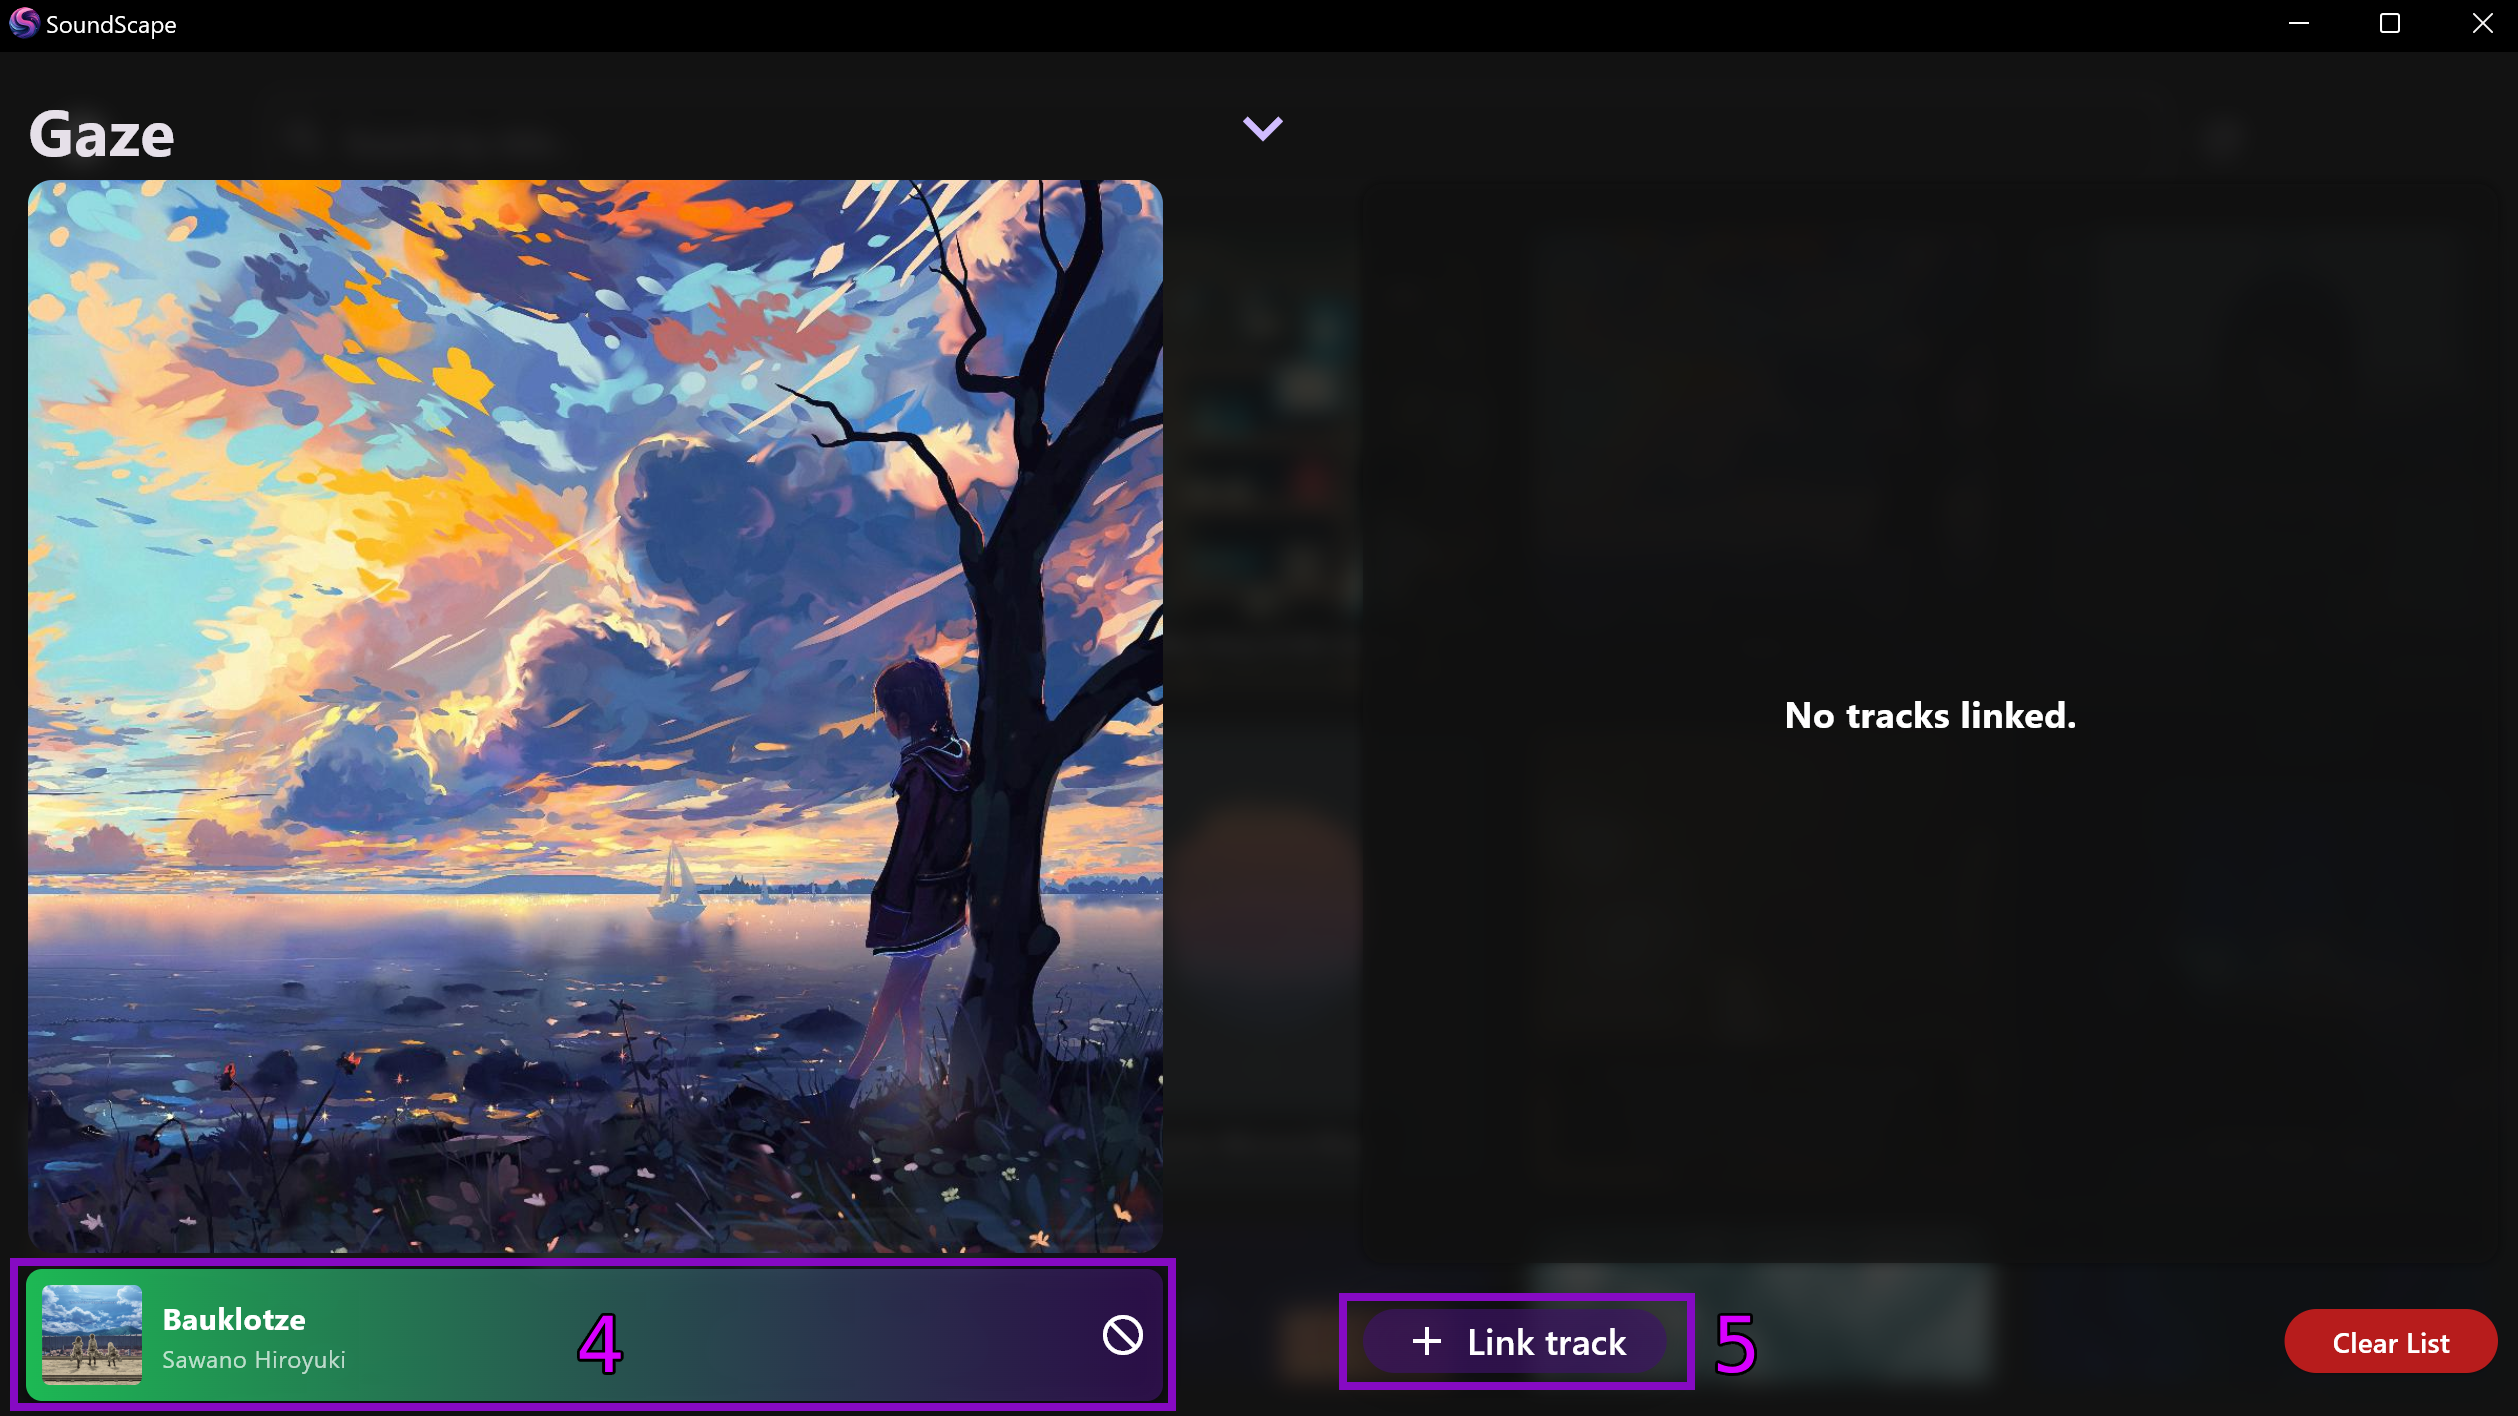 SoundScape
Gaze
No tracks linked.
Bauklotze
Sawano Hiroyuki
4
+ Link track
5
Clear List